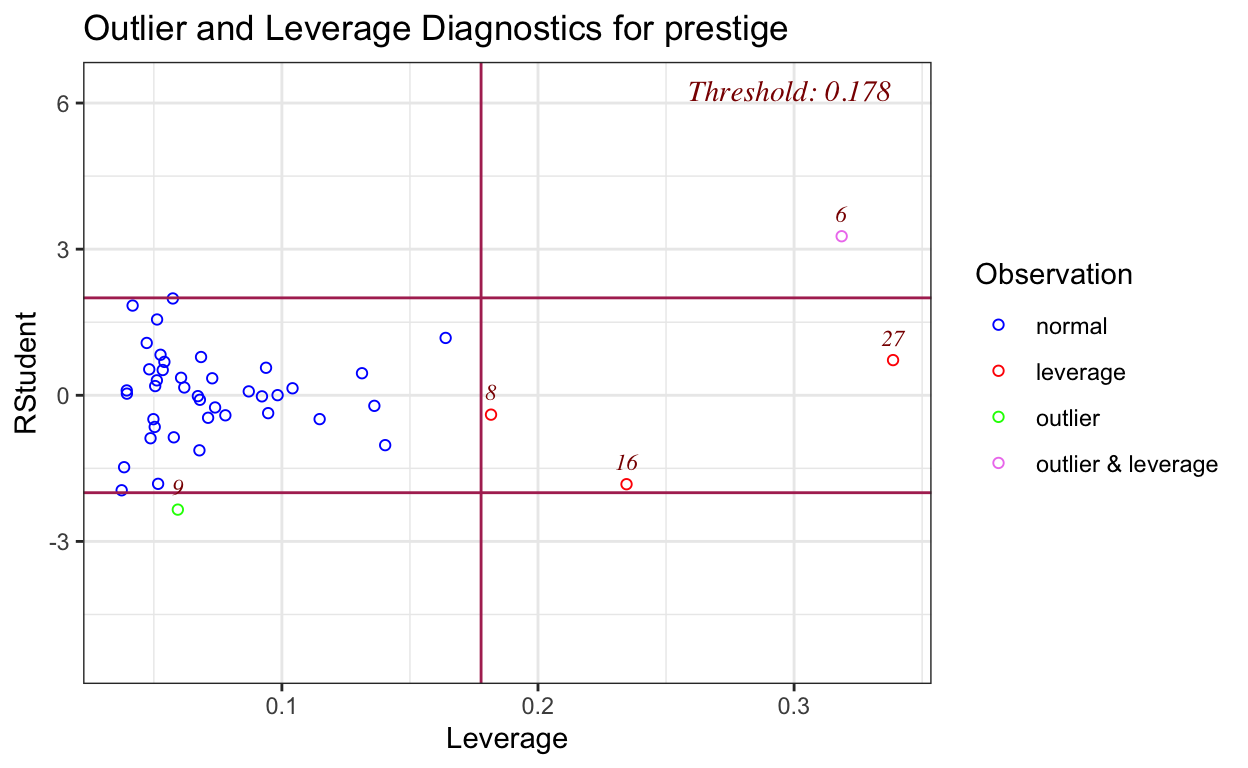 Outlier and Leverage Diagnostics for prestige
Threshold: 0.178
6
3
0
-3
RStudent
6
27
8
16
9
0.1
0.2
0.3
Leverage
Observation
normal
leverage
outlier
outlier & leverage